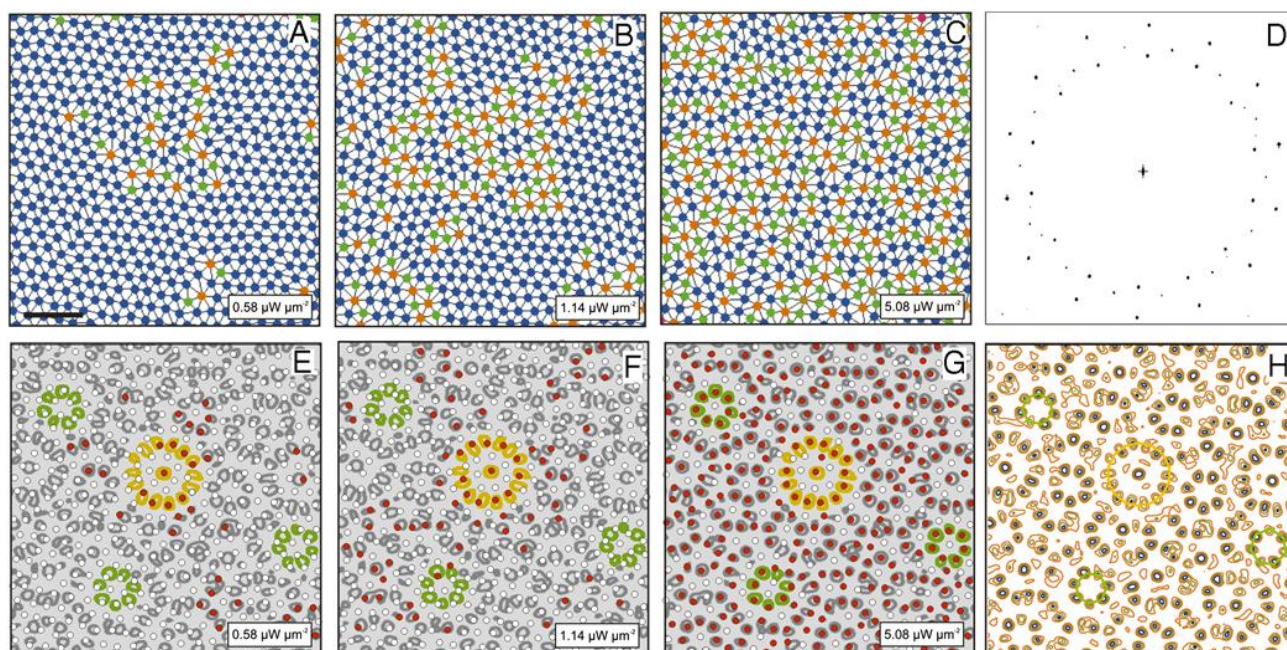 A
B
C
D
0.58 µW µm⁻²
1.14 µW µm⁻²
5.08 µW µm⁻²
E
F
G
H
0.58 µW µm⁻²
1.14 µW µm⁻²
5.08 µW µm⁻²